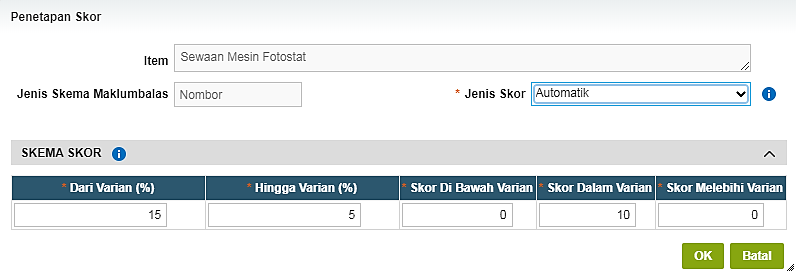 Penetapan Skor
Item Sewaan Mesin Fotostat
Jenis Skema Maklumbalas Nombor * Jenis Skor Automatik
SKEMA SKOR
* Dari Varian (%) * Hingga Varian (%) * Skor Di Bawah Varian * Skor Dalam Varian * Skor Melebihi Varian
15 5 0 10 0
OK Batal